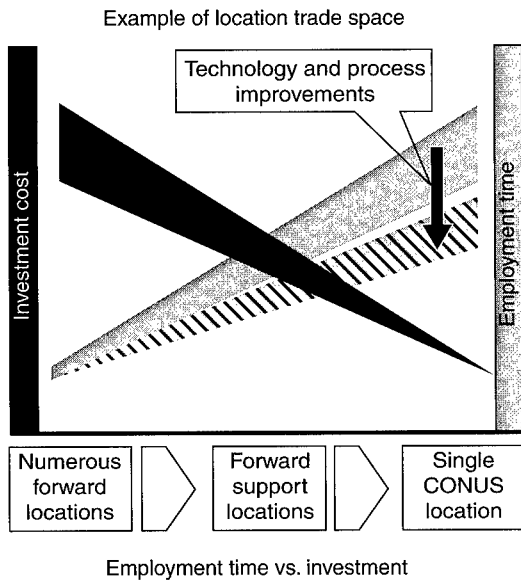 Example of location trade space
Technology and process
improvements
Investment cost
Employment time
Numerous
forward
locations
Forward
support
locations
Single
CONUS
location
Employment time vs. investment